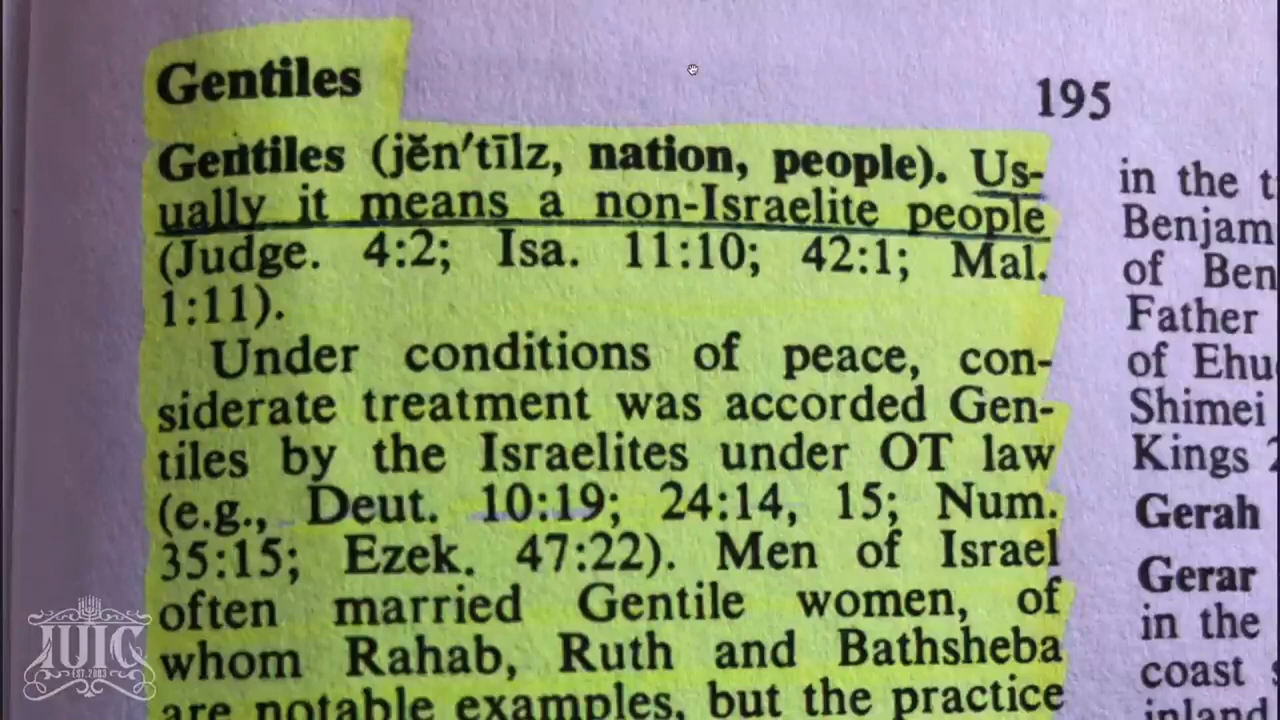 Gentiles
195
Gentiles (jĕn′tīlz, nation, people). Us-
ually it means a non-Israelite people
(Judge. 4:2; Isa. 11:10; 42:1; Mal.
1:11).
Under conditions of peace, con-
siderate treatment was accorded Gen-
tiles by the Israelites under OT law
(e.g., Deut. 10:19; 24:14, 15; Num.
35:15; Ezek. 47:22). Men of Israel
often married Gentile women, of
whom Rahab, Ruth and Bathsheba
are notable examples, but the practice
in the
Benjam
of Ben
Father
of Ehu
Shimei
Kings
Gerah
Gerar
in the
coast
inland
IUIC
EST. 2003